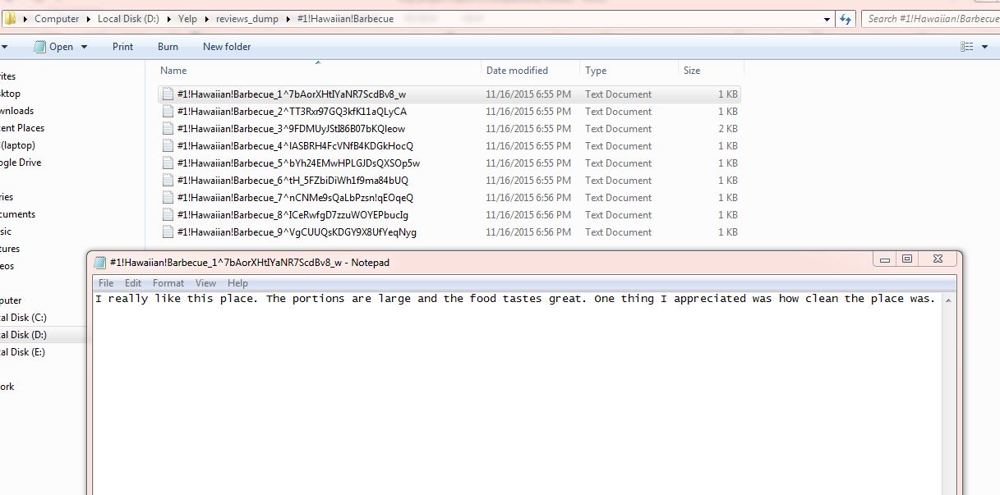 Computer ▸ Local Disk (D:) ▸ Yelp ▸ reviews_dump ▸ #1!Hawaiian!Barbecue
Search #1!Hawaiian!Barbecue
Open Print Burn New folder
Name Date modified Type Size
#1!Hawaiian!Barbecue_1^7bAorXHtIYaNR7ScdBv8_w 11/16/2015 6:55 PM Text Document 1 KB
#1!Hawaiian!Barbecue_2^TT3Rxr97GQ3kfK11aQLyCA 11/16/2015 6:55 PM Text Document 1 KB
#1!Hawaiian!Barbecue_3^9FDMUyJStI86B07bKQIeow 11/16/2015 6:55 PM Text Document 2 KB
#1!Hawaiian!Barbecue_4^IASBRH4FcVNfB4KDGkHocQ 11/16/2015 6:55 PM Text Document 1 KB
#1!Hawaiian!Barbecue_5^bYh24EMwHPLGJDsQXSOp5w 11/16/2015 6:55 PM Text Document 1 KB
#1!Hawaiian!Barbecue_6^tH_5FZbiDiWh1f9ma84bUQ 11/16/2015 6:55 PM Text Document 1 KB
#1!Hawaiian!Barbecue_7^nCNMe9sQaLbPzsn!qEOqeQ 11/16/2015 6:56 PM Text Document 1 KB
#1!Hawaiian!Barbecue_8^ICeRwfgD7zzuWOYEPbucIg 11/16/2015 6:56 PM Text Document 1 KB
#1!Hawaiian!Barbecue_9^VgCUUQsKDGY9X8UfYeqNyg 11/16/2015 6:56 PM Text Document 1 KB
rites
sktop
wnloads
cent Places
(laptop)
ogle Drive
ries
cuments
sic
tures
eos
puter
al Disk (C:)
al Disk (D:)
al Disk (E:)
ork
#1!Hawaiian!Barbecue_1^7bAorXHtIYaNR7ScdBv8_w - Notepad
File Edit Format View Help
I really like this place. The portions are large and the food tastes great. One thing I appreciated was how clean the place was.